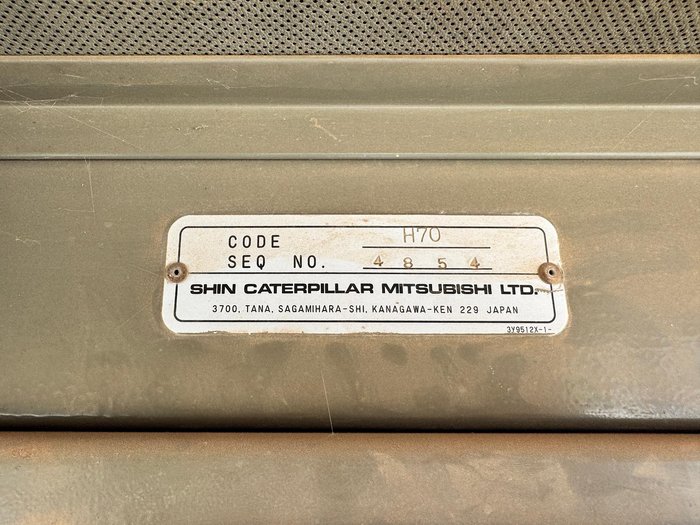 CODE H70
SEQ NO. 4854
SHIN CATERPILLAR MITSUBISHI LTD.
3700, TANA, SAGAMIHARA-SHI, KANAGAWA-KEN 229 JAPAN
3Y9512X-1-